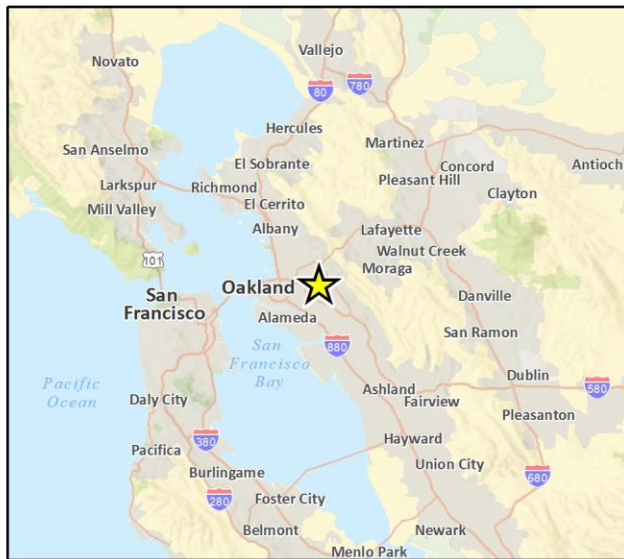 Vallejo
Novato
80
780
Hercules
Martinez
San Anselmo
El Sobrante
Concord
Antioch
Pleasant Hill
Larkspur
Richmond
Clayton
Mill Valley
El Cerrito
Albany
Lafayette
Walnut Creek
101
Moraga
San
Francisco
Oakland
Danville
Alameda
San Ramon
880
San
Francisco
Bay
Pacific
Ocean
Dublin
580
Daly City
Ashland
Fairview
Pleasanton
380
Hayward
Pacifica
Burlingame
Union City
680
280
Foster City
Belmont
Newark
Menlo Park